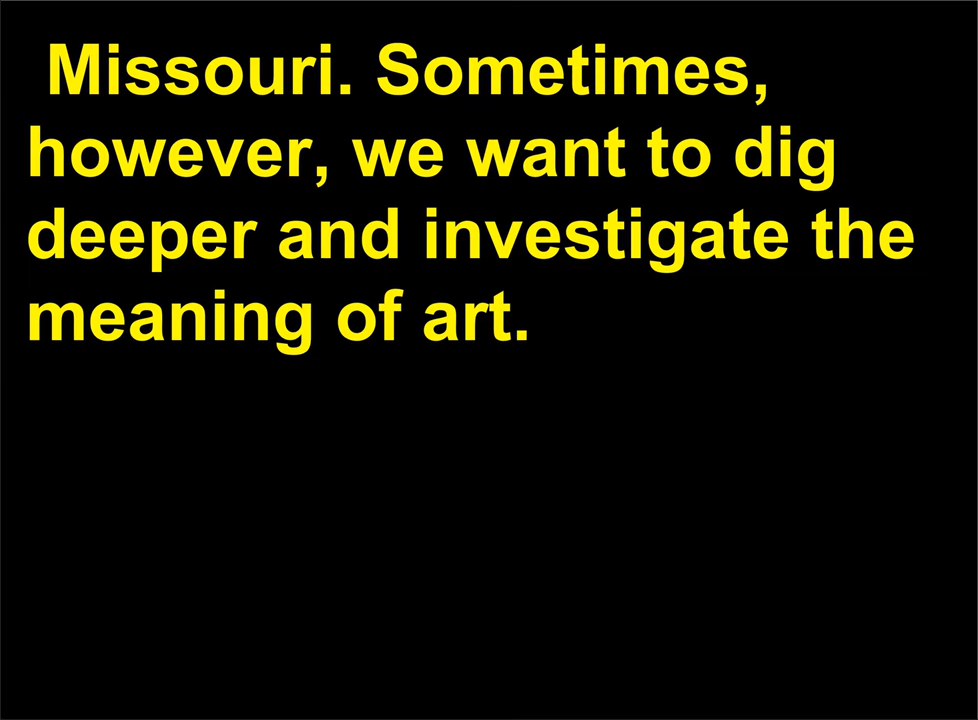 Missouri. Sometimes,
however, we want to dig
deeper and investigate the
meaning of art.